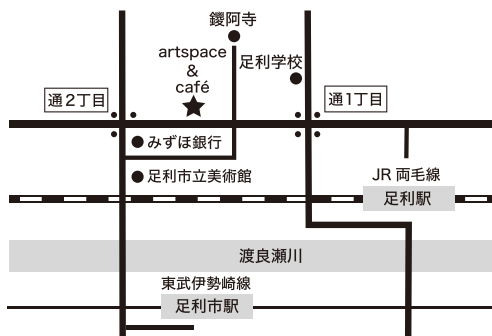 鑁阿寺
artspace
&
café
足利学校
通2丁目
通1丁目
みずほ銀行
足利市立美術館
JR 両毛線
足利駅
渡良瀬川
東武伊勢崎線
足利市駅